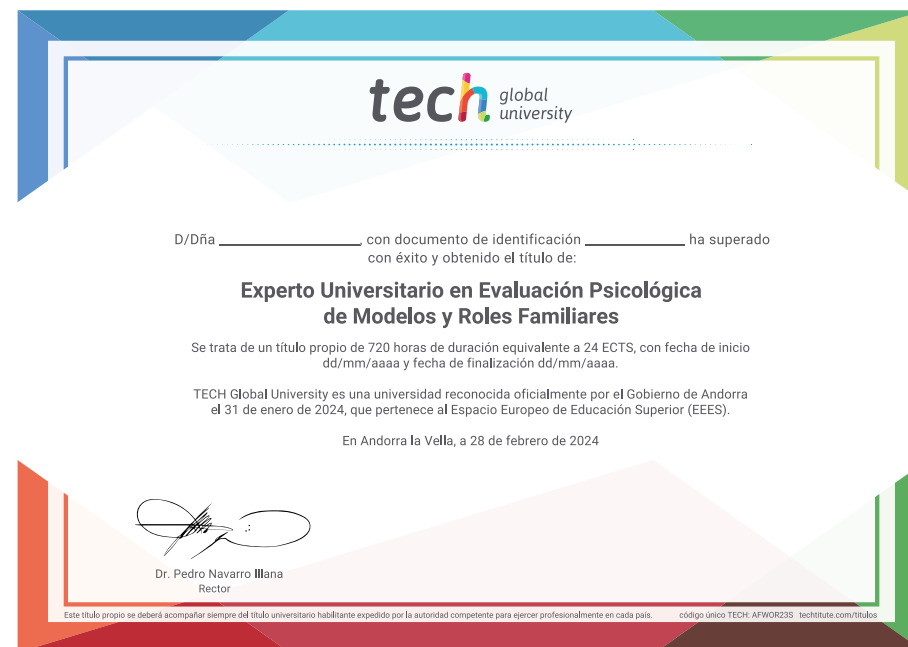 tech global university
D/Dña ____________________, con documento de identificación ______________ ha superado
con éxito y obtenido el título de:
Experto Universitario en Evaluación Psicológica
de Modelos y Roles Familiares
Se trata de un título propio de 720 horas de duración equivalente a 24 ECTS, con fecha de inicio
dd/mm/aaaa y fecha de finalización dd/mm/aaaa.
TECH Global University es una universidad reconocida oficialmente por el Gobierno de Andorra
el 31 de enero de 2024, que pertenece al Espacio Europeo de Educación Superior (EEES).
En Andorra la Vella, a 28 de febrero de 2024
Dr. Pedro Navarro Illana
Rector
Este título propio se deberá acompañar siempre del título universitario habilitante expedido por la autoridad competente para ejercer profesionalmente en cada país. código único TECH: AFWOR23S techtitute.com/titulos